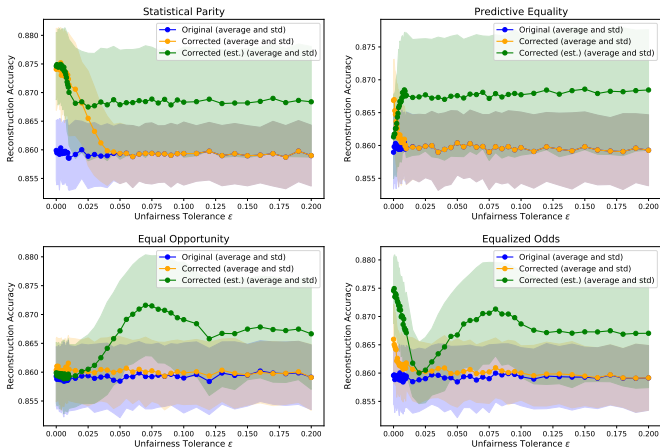 Statistical Parity
Reconstruction Accuracy
0.880
0.875
0.870
0.865
0.860
0.855
Original (average and std)
Corrected (average and std)
Corrected (est.) (average and std)
0.000 0.025 0.050 0.075 0.100 0.125 0.150 0.175 0.200
Unfairness Tolerance ε
Predictive Equality
Reconstruction Accuracy
0.875
0.870
0.865
0.860
0.855
Original (average and std)
Corrected (average and std)
Corrected (est.) (average and std)
0.000 0.025 0.050 0.075 0.100 0.125 0.150 0.175 0.200
Unfairness Tolerance ε
Equal Opportunity
Reconstruction Accuracy
0.880
0.875
0.870
0.865
0.860
0.855
Original (average and std)
Corrected (average and std)
Corrected (est.) (average and std)
0.000 0.025 0.050 0.075 0.100 0.125 0.150 0.175 0.200
Unfairness Tolerance ε
Equalized Odds
Reconstruction Accuracy
0.880
0.875
0.870
0.865
0.860
0.855
Original (average and std)
Corrected (average and std)
Corrected (est.) (average and std)
0.000 0.025 0.050 0.075 0.100 0.125 0.150 0.175 0.200
Unfairness Tolerance ε